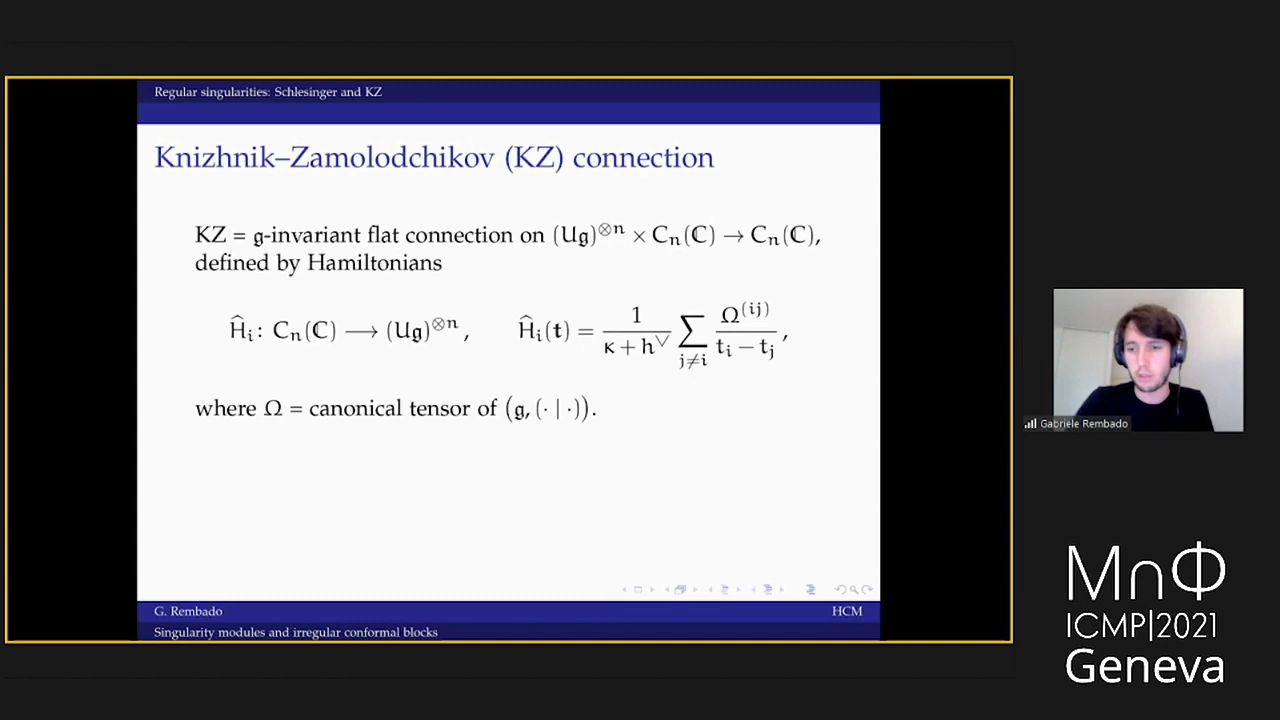 Regular singularities: Schlesinger and KZ
Knizhnik–Zamolodchikov (KZ) connection
KZ = 𝔤-invariant flat connection on (U𝔤)^{⊗n} × C_n(ℂ) → C_n(ℂ),
defined by Hamiltonians
Ĥ_i : C_n(ℂ) ⟶ (U𝔤)^{⊗n} ,   Ĥ_i(t) = 1/(κ + h^∨) ∑_{j≠i} Ω^{(ij)}/(t_i − t_j) ,
where Ω = canonical tensor of (𝔤, (· | ·)).
G. Rembado HCM
Singularity modules and irregular conformal blocks
Gabriele Rembado
M∩Φ
ICMP|2021
Geneva